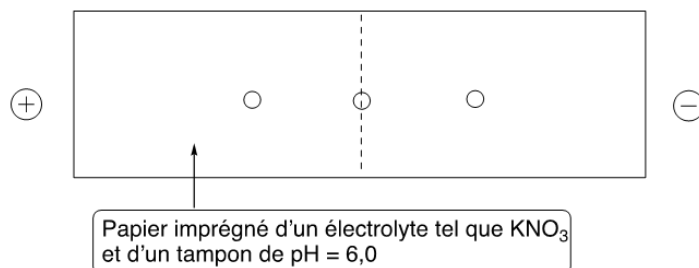 +
−
Papier imprégné d'un électrolyte tel que KNO₃
et d'un tampon de pH = 6,0